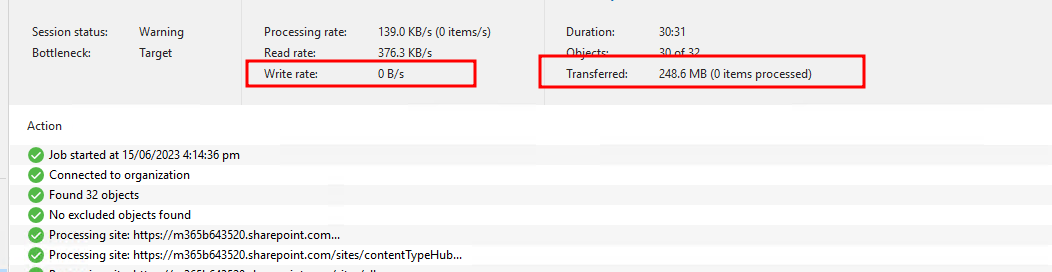 Session status: Warning Processing rate: 139.0 KB/s (0 items/s) Duration: 30:31
Bottleneck: Target Read rate: 376.3 KB/s Objects: 30 of 32
Write rate: 0 B/s Transferred: 248.6 MB (0 items processed)
Action
Job started at 15/06/2023 4:14:36 pm
Connected to organization
Found 32 objects
No excluded objects found
Processing site: https://m365b643520.sharepoint.com...
Processing site: https://m365b643520.sharepoint.com/sites/contentTypeHub...